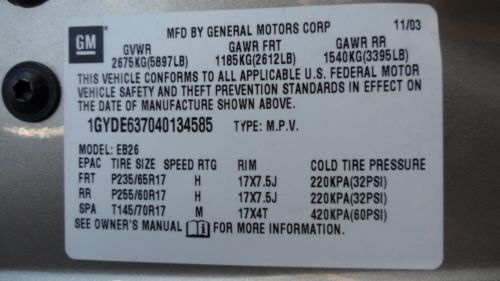 GM
MFD BY GENERAL MOTORS CORP 11/03
GVWR GAWR FRT GAWR RR
2675KG(5897LB) 1185KG(2612LB) 1540KG(3395LB)
THIS VEHICLE CONFORMS TO ALL APPLICABLE U.S. FEDERAL MOTOR
VEHICLE SAFETY AND THEFT PREVENTION STANDARDS IN EFFECT ON
THE DATE OF MANUFACTURE SHOWN ABOVE.
1GYDE637040134585 TYPE: M.P.V.
MODEL: EB26
EPAC TIRE SIZE SPEED RTG RIM COLD TIRE PRESSURE
FRT P235/65R17 H 17X7.5J 220KPA(32PSI)
RR P255/60R17 H 17X7.5J 220KPA(32PSI)
SPA T145/70R17 M 17X4T 420KPA(60PSI)
SEE OWNER'S MANUAL FOR MORE INFORMATION